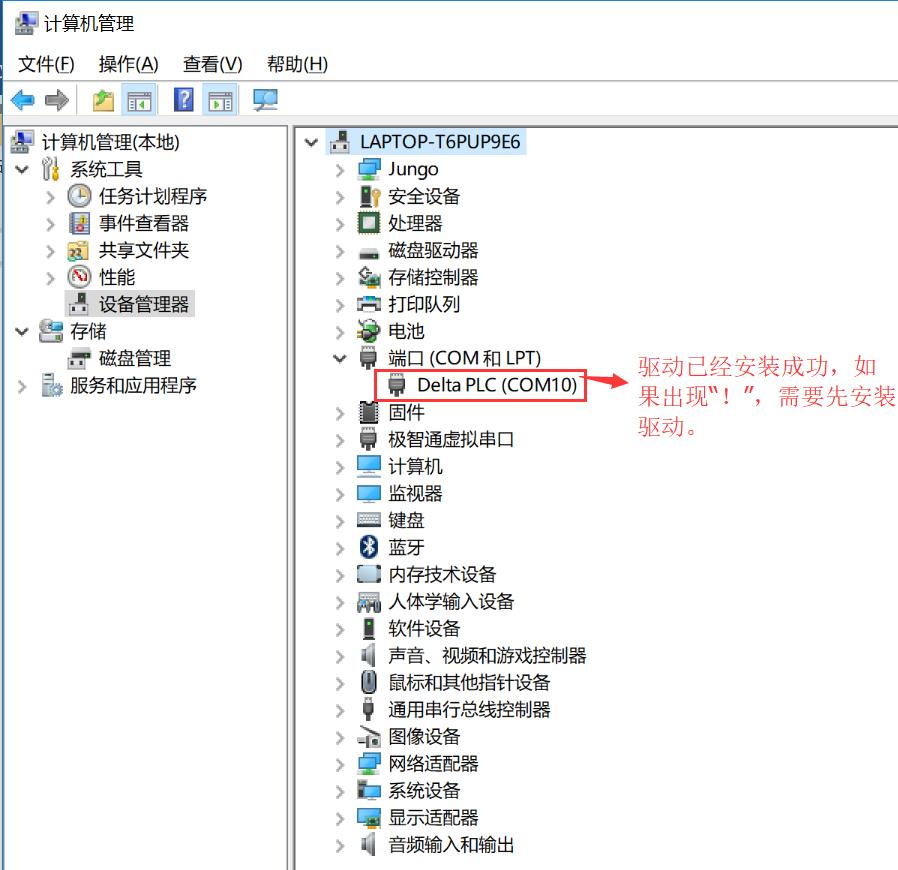 计算机管理
文件(F) 操作(A) 查看(V) 帮助(H)
计算机管理(本地)
系统工具
任务计划程序
事件查看器
共享文件夹
性能
设备管理器
存储
磁盘管理
服务和应用程序
LAPTOP-T6PUP9E6
Jungo
安全设备
处理器
磁盘驱动器
存储控制器
打印队列
电池
端口 (COM 和 LPT)
Delta PLC (COM10)
固件
极智通虚拟串口
计算机
监视器
键盘
蓝牙
内存技术设备
人体学输入设备
软件设备
声音、视频和游戏控制器
鼠标和其他指针设备
通用串行总线控制器
图像设备
网络适配器
系统设备
显示适配器
音频输入和输出
驱动已经安装成功，如
果出现“！”，需要先安装
驱动。